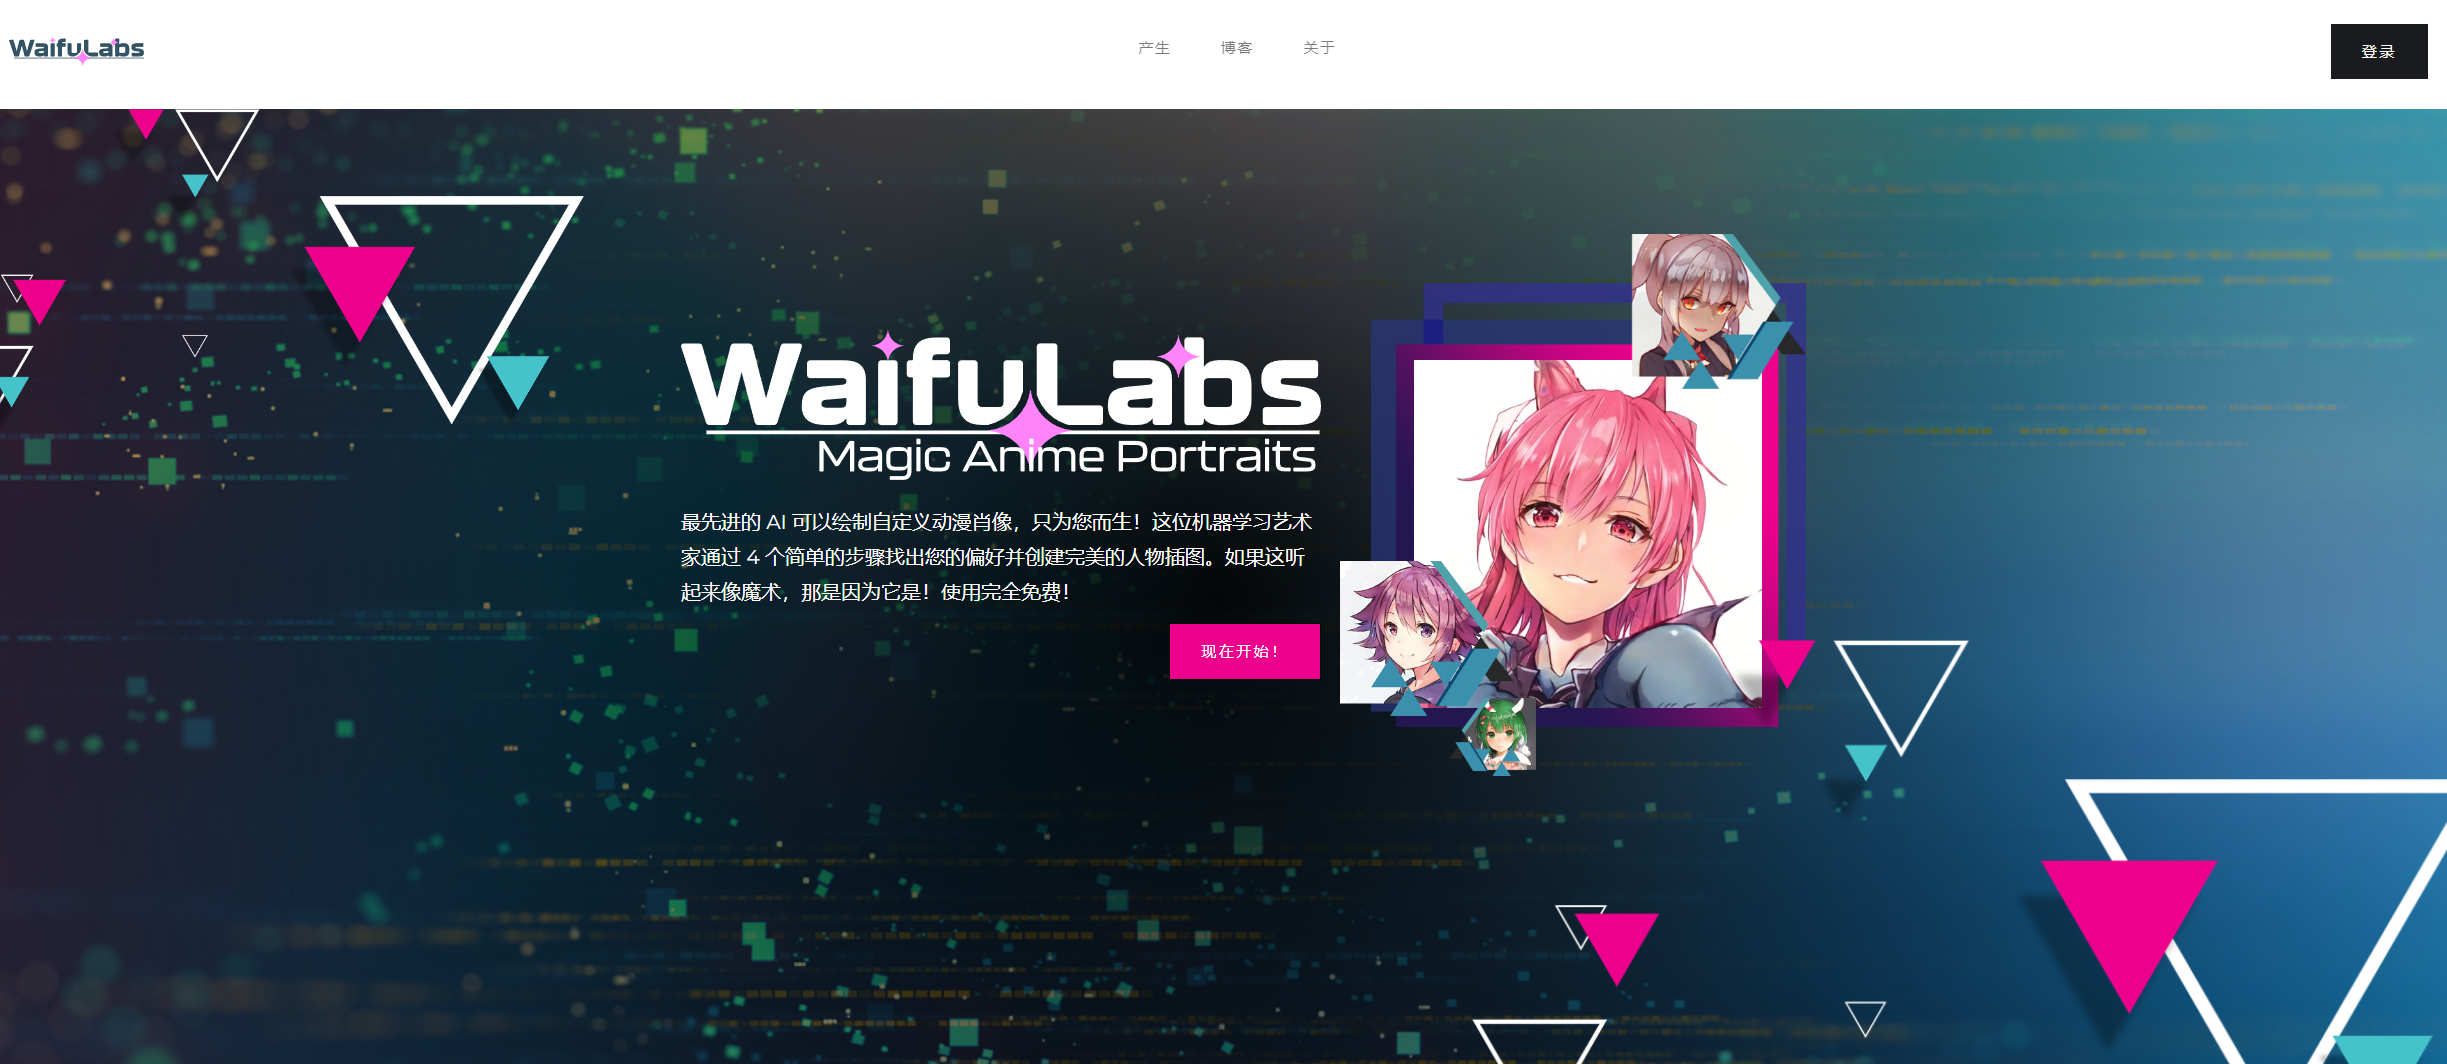 WaifuLabs
产生
博客
关于
登录
WaifuLabs
Magic Anime Portraits
最先进的 AI 可以绘制自定义动漫肖像，只为您而生！这位机器学习艺术
家通过 4 个简单的步骤找出您的偏好并创建完美的人物插图。如果这听
起来像魔术，那是因为它是！使用完全免费！
现在开始！